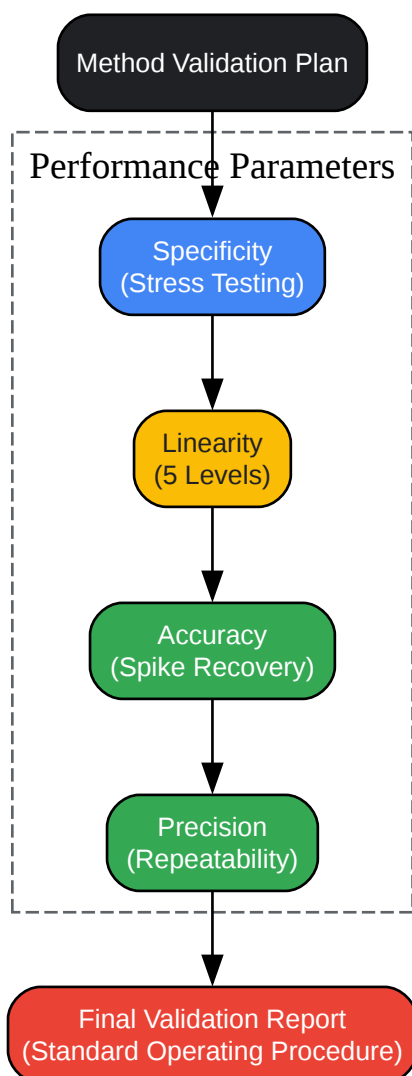 Method Validation Plan
Performance Parameters
Specificity
(Stress Testing)
Linearity
(5 Levels)
Accuracy
(Spike Recovery)
Precision
(Repeatability)
Final Validation Report
(Standard Operating Procedure)